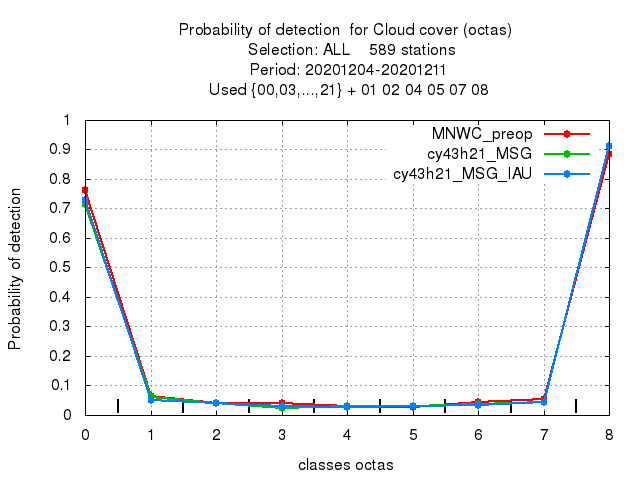 Probability of detection  for Cloud cover (octas)
Selection: ALL    589 stations
Period: 20201204-20201211
Used {00,03,...,21} + 01 02 04 05 07 08
MNWC_preop
cy43h21_MSG
cy43h21_MSG_IAU
Probability of detection
1
0.9
0.8
0.7
0.6
0.5
0.4
0.3
0.2
0.1
0
0 1 2 3 4 5 6 7 8
classes octas